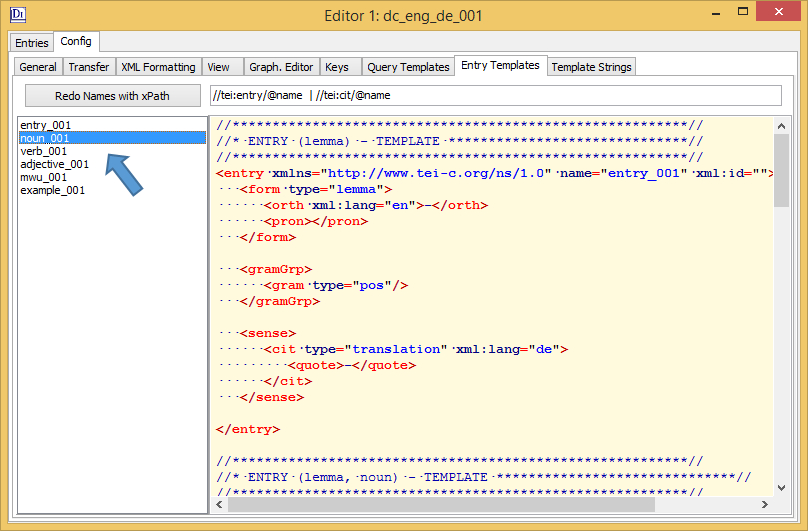 Editor 1: dc_eng_de_001
Entries Config
General Transfer XML Formatting View Graph. Editor Keys Query Templates Entry Templates Template Strings
Redo Names with xPath //tei:entry/@name | //tei:cit/@name
entry_001
noun_001
verb_001
adjective_001
mwu_001
example_001
//*********************************************************//
//* ENTRY (lemma) - TEMPLATE ******************************//
//*********************************************************//
<entry·xmlns="http://www.tei-c.org/ns/1.0"·name="entry_001"·xml:id="">
···<form·type="lemma">
······<orth·xml:lang="en">-</orth>
······<pron></pron>
···</form>
···<gramGrp>
······<gram·type="pos"/>
···</gramGrp>
···<sense>
······<cit·type="translation"·xml:lang="de">
·········<quote>-</quote>
······</cit>
···</sense>
</entry>
//*********************************************************//
//* ENTRY (lemma, noun) - TEMPLATE ******************************//
//*********************************************************//